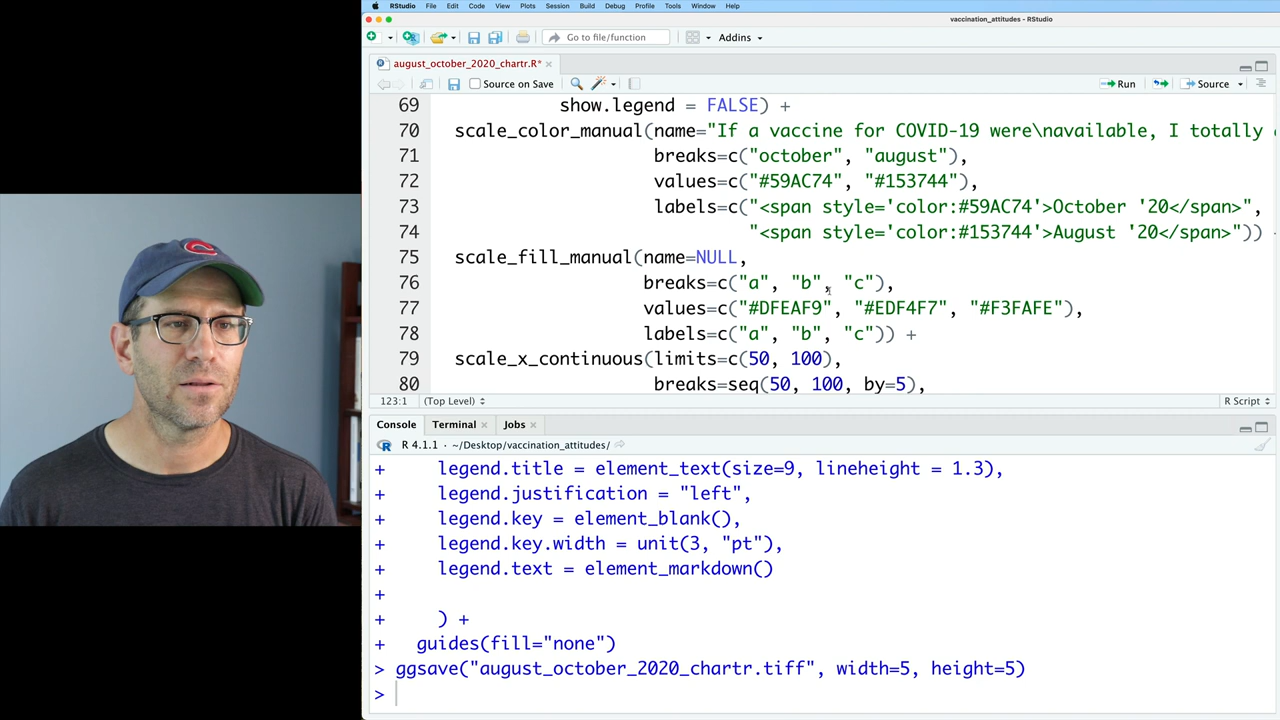 RStudio File Edit Code View Plots Session Build Debug Profile Tools Window Help
vaccination_attitudes - RStudio
Go to file/function Addins
august_october_2020_chartr.R*
Source on Save Run Source
69 show.legend = FALSE) +
70 scale_color_manual(name="If a vaccine for COVID-19 were\navailable, I totally
71 breaks=c("october", "august"),
72 values=c("#59AC74", "#153744"),
73 labels=c("<span style='color:#59AC74'>October '20</span>",
74 "<span style='color:#153744'>August '20</span>"))
75 scale_fill_manual(name=NULL,
76 breaks=c("a", "b", "c"),
77 values=c("#DFEAF9", "#EDF4F7", "#F3FAFE"),
78 labels=c("a", "b", "c")) +
79 scale_x_continuous(limits=c(50, 100),
80 breaks=seq(50, 100, by=5),
123:1 (Top Level) R Script
Console Terminal Jobs
R 4.1.1 · ~/Desktop/vaccination_attitudes/
+ legend.title = element_text(size=9, lineheight = 1.3),
+ legend.justification = "left",
+ legend.key = element_blank(),
+ legend.key.width = unit(3, "pt"),
+ legend.text = element_markdown()
+
+ ) +
+ guides(fill="none")
> ggsave("august_october_2020_chartr.tiff", width=5, height=5)
>
C